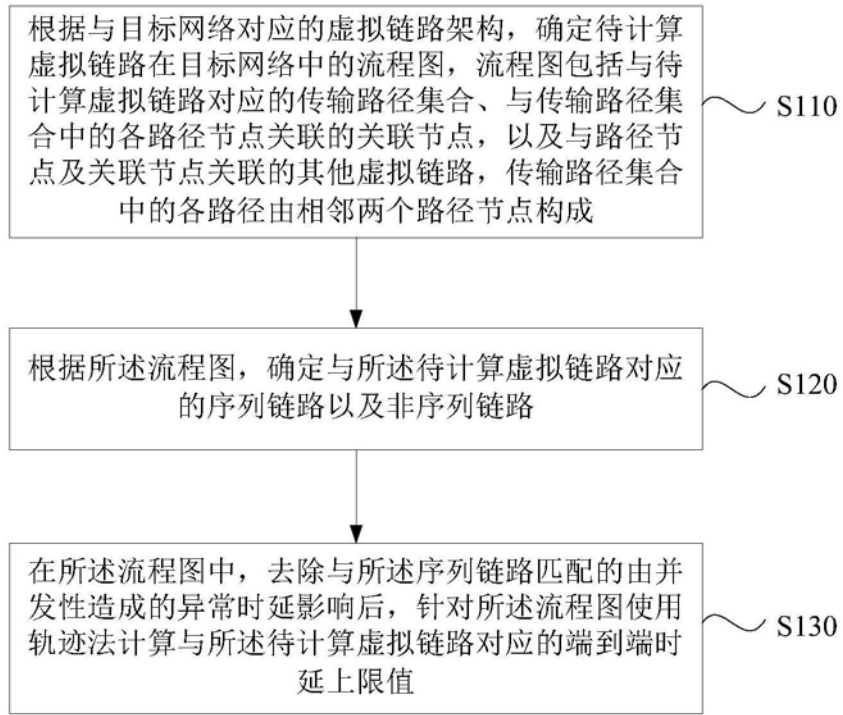 根据与目标网络对应的虚拟链路架构，确定待计算
虚拟链路在目标网络中的流程图，流程图包括与待
计算虚拟链路对应的传输路径集合、与传输路径集
合中的各路径节点关联的关联节点，以及与路径节
点及关联节点关联的其他虚拟链路，传输路径集合
中的各路径由相邻两个路径节点构成
S110
根据所述流程图，确定与所述待计算虚拟链路对应
的序列链路以及非序列链路
S120
在所述流程图中，去除与所述序列链路匹配的由并
发性造成的异常时延影响后，针对所述流程图使用
轨迹法计算与所述待计算虚拟链路对应的端到端时
延上限值
S130